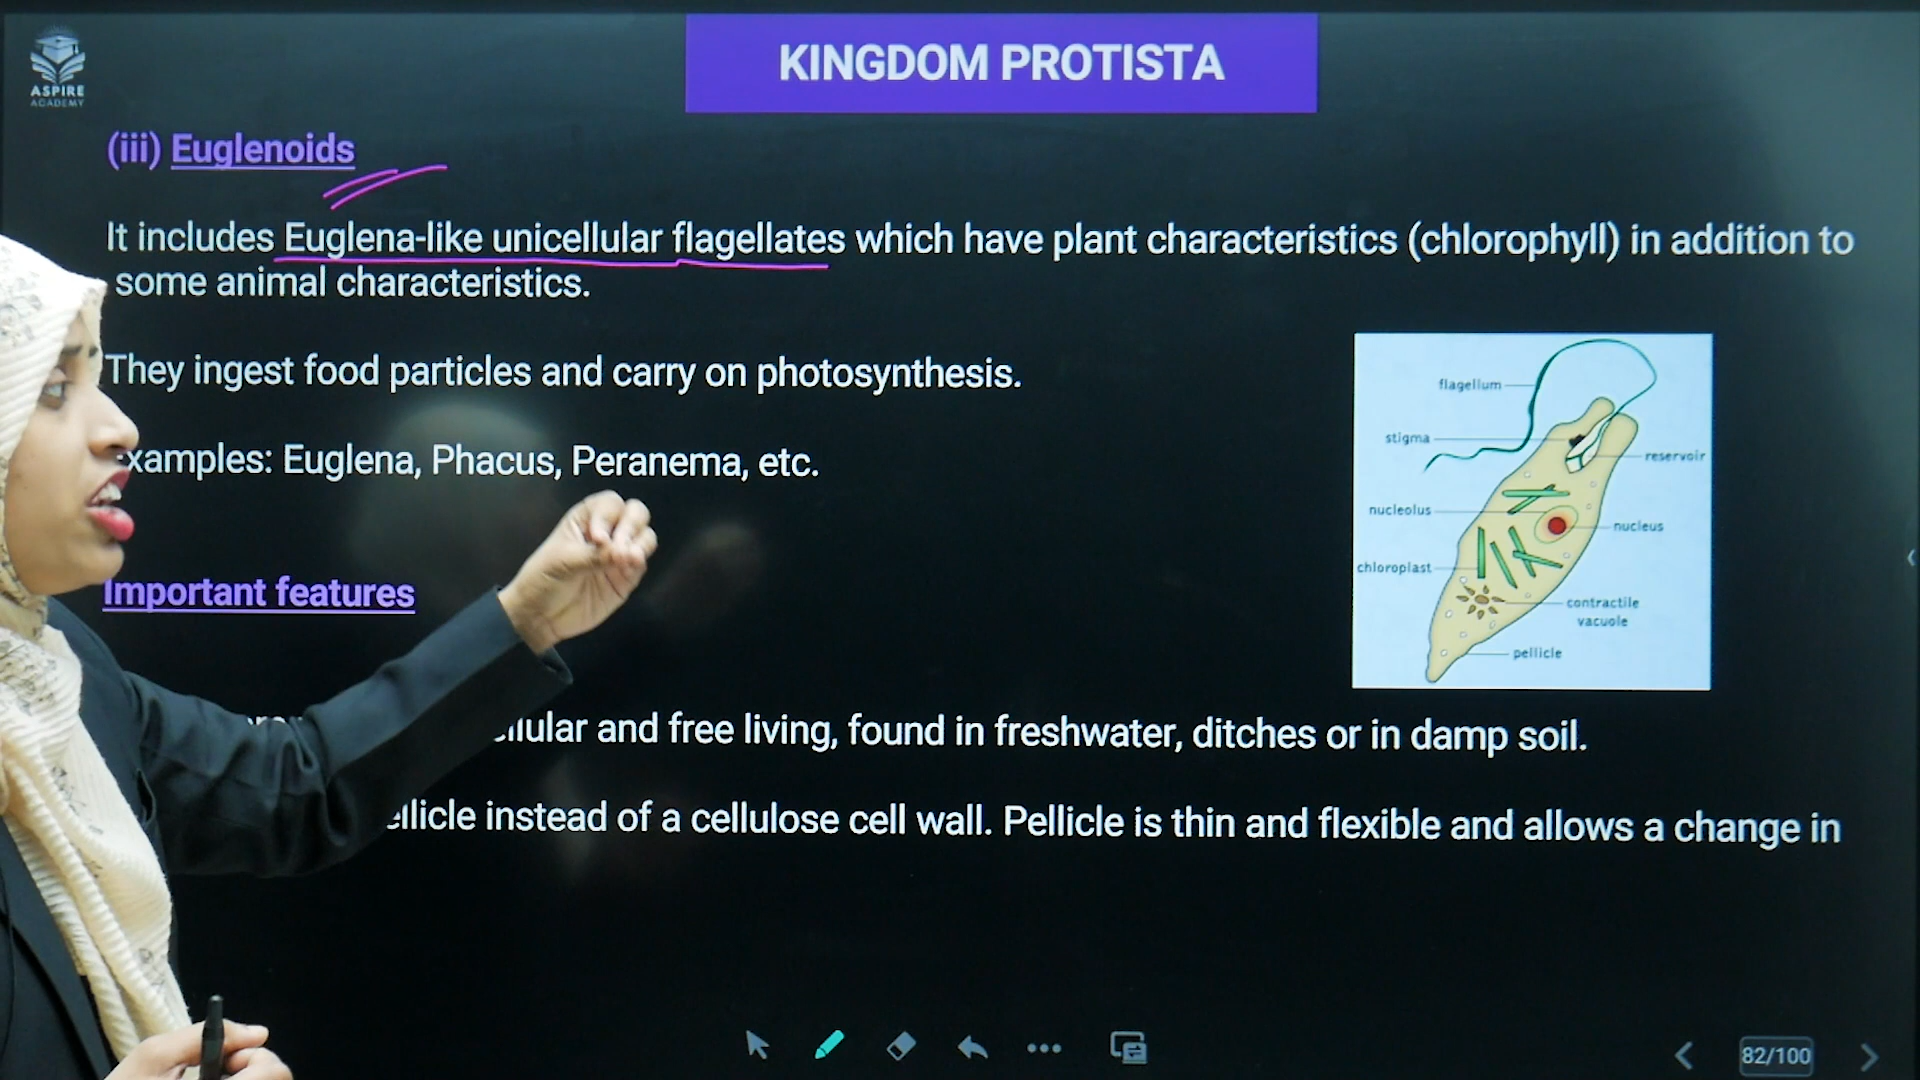 ASPIRE
ACADEMY
KINGDOM PROTISTA
(iii) Euglenoids
It includes Euglena-like unicellular flagellates which have plant characteristics (chlorophyll) in addition to
some animal characteristics.
They ingest food particles and carry on photosynthesis.
xamples: Euglena, Phacus, Peranema, etc.
flagellum
stigma
reservoir
nucleolus
nucleus
chloroplast
contractile
vacuole
pellicle
Important features
llular and free living, found in freshwater, ditches or in damp soil.
ellicle instead of a cellulose cell wall. Pellicle is thin and flexible and allows a change in
82/100